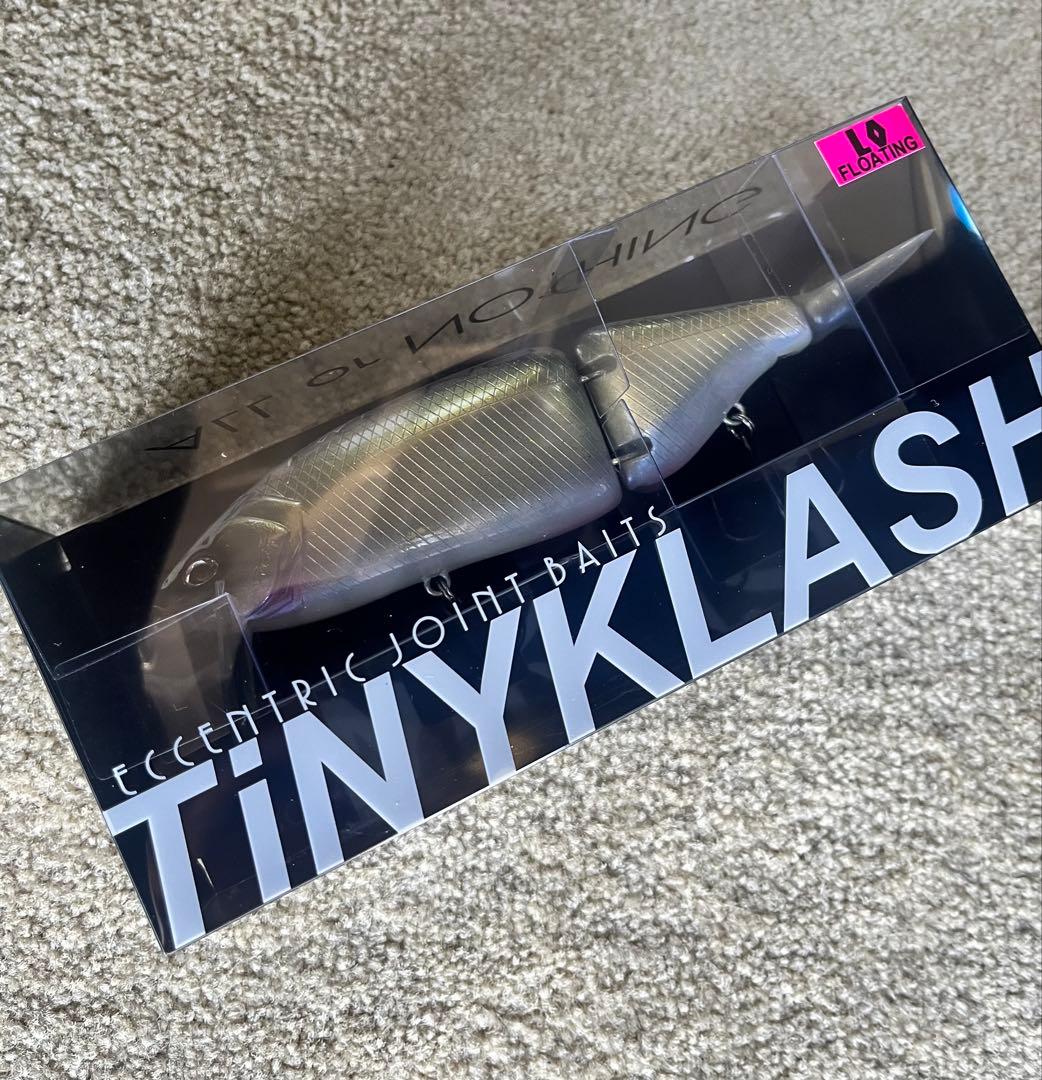 LO
FLOATING
ALL or NOTHING
ECCENTRIC JOINT BAITS
TiNYKLASH